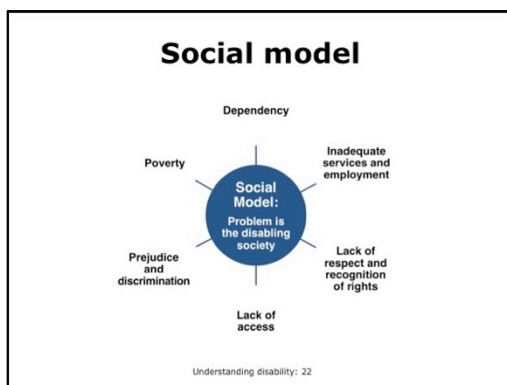 Social model
Dependency
Inadequate
services and
employment
Lack of
respect and
recognition
of rights
Lack of
access
Prejudice
and
discrimination
Poverty
Social
Model:
Problem is
the disabling
society
Understanding disability: 22